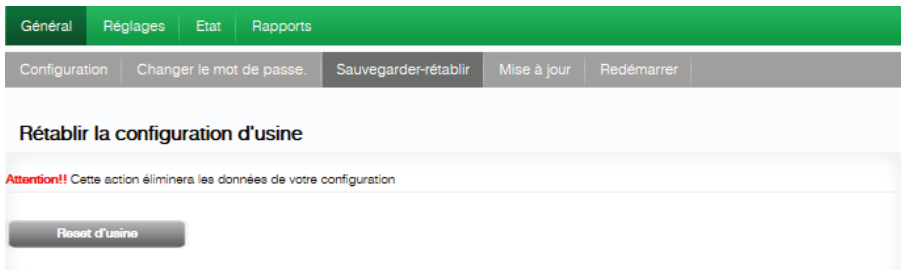 Général Réglages Etat Rapports
Configuration Changer le mot de passe. Sauvegarder-rétablir Mise à jour Redémarrer
Rétablir la configuration d'usine
Attention!! Cette action éliminera les données de votre configuration
Reset d'usine